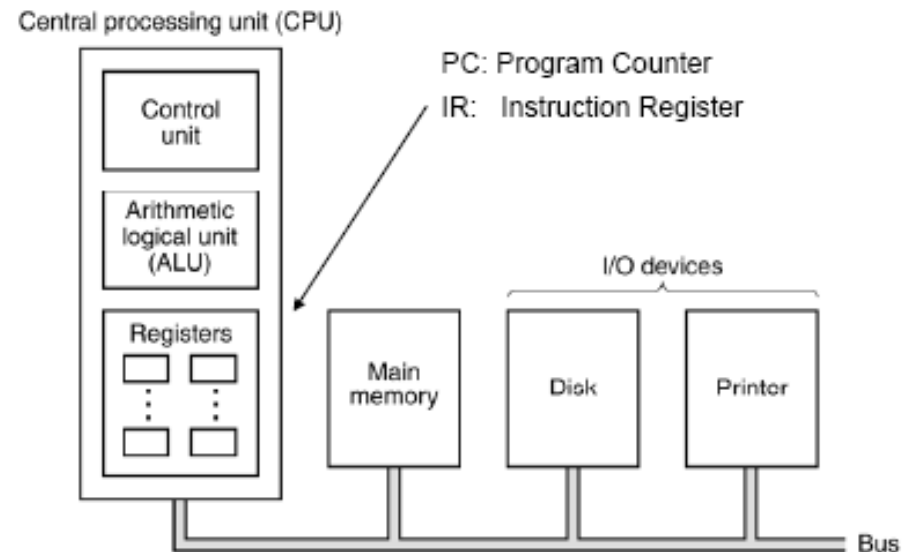 Central processing unit (CPU)
PC: Program Counter
IR: Instruction Register
Control
unit
Arithmetic
logical unit
(ALU)
Registers
I/O devices
Main
memory
Disk
Printer
Bus